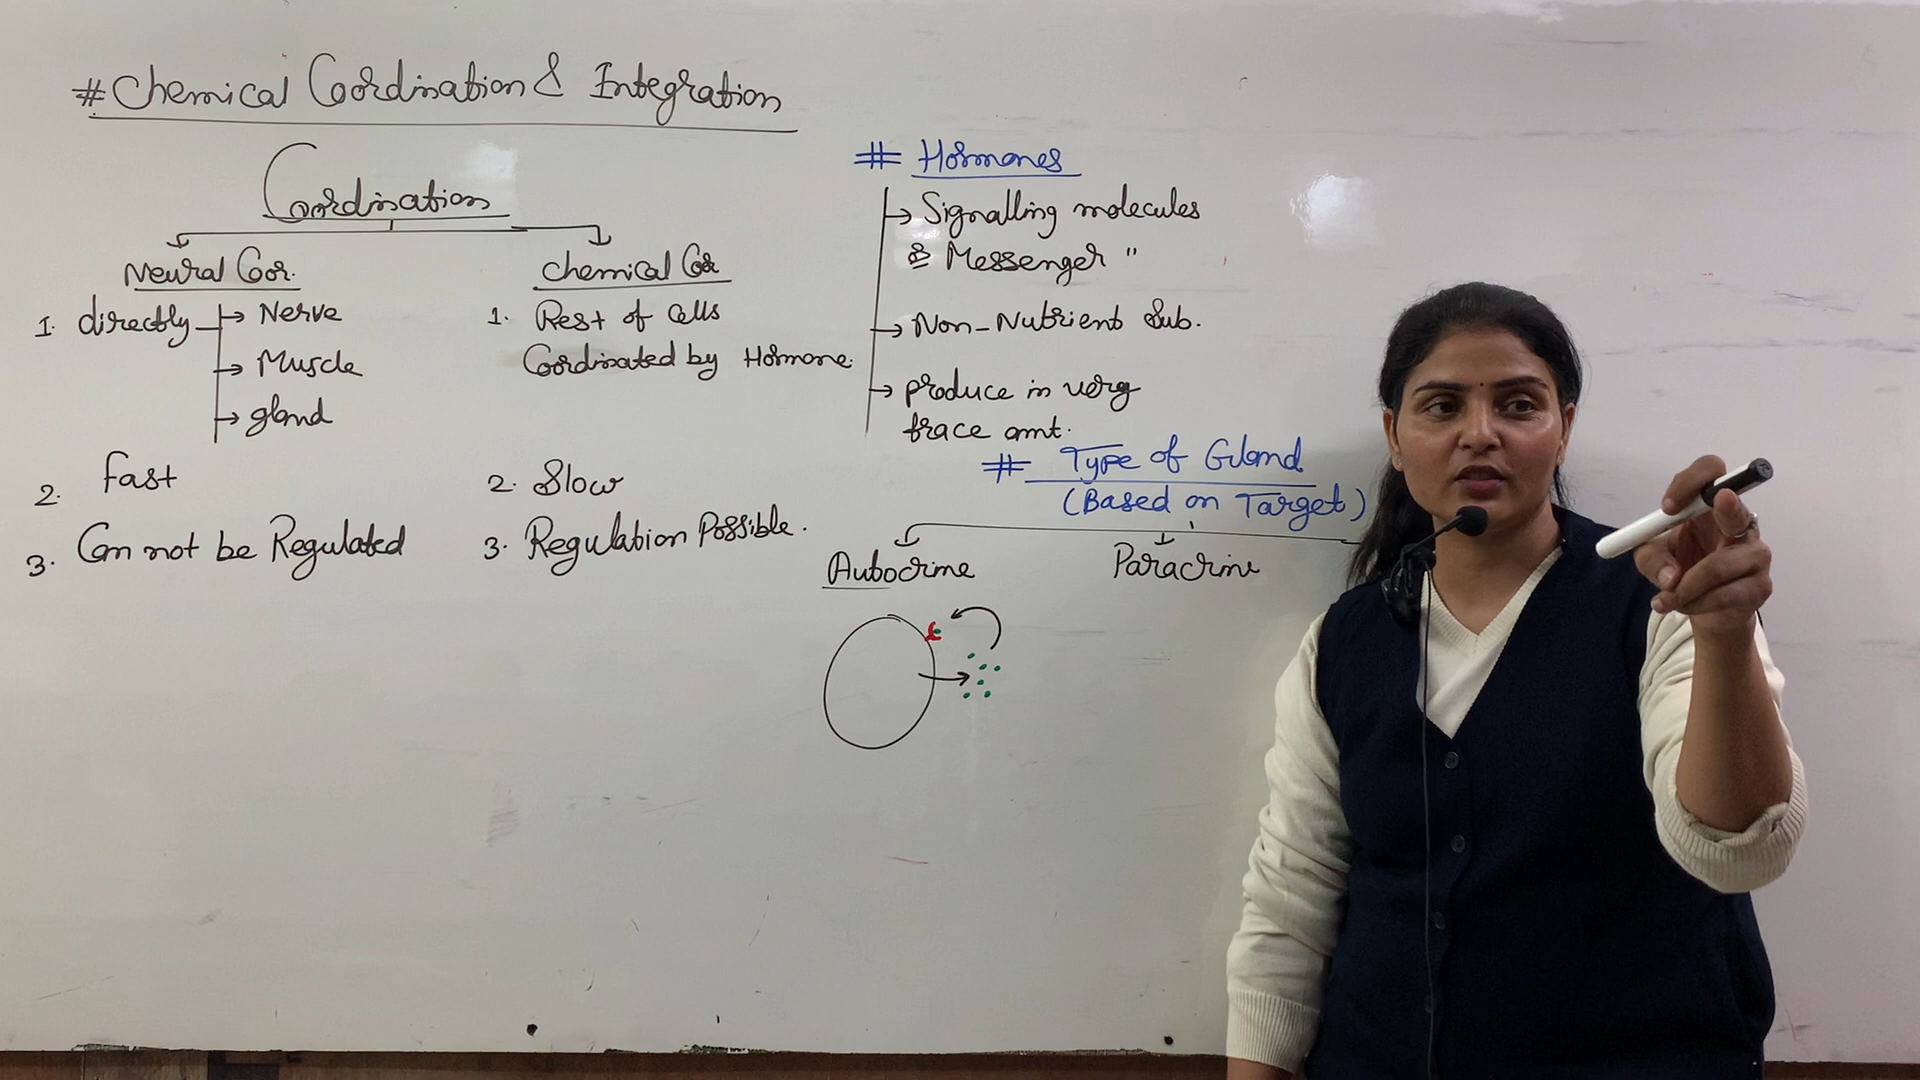 # Chemical Coordination & Integration
Coordination
Neural Cor.
1. directly → Nerve
→ Muscle
→ gland
2. fast
3. Can not be Regulated
Chemical Cor
1. Rest of Cells
Coordinated by Hormone.
2. Slow
3. Regulation Possible.
# Hormones
→ Signalling molecules
or Messenger "
→ Non-Nutrient Sub.
→ produce in very
trace amt.
# Type of Gland
(Based on Target)
Autocrine
Paracrine